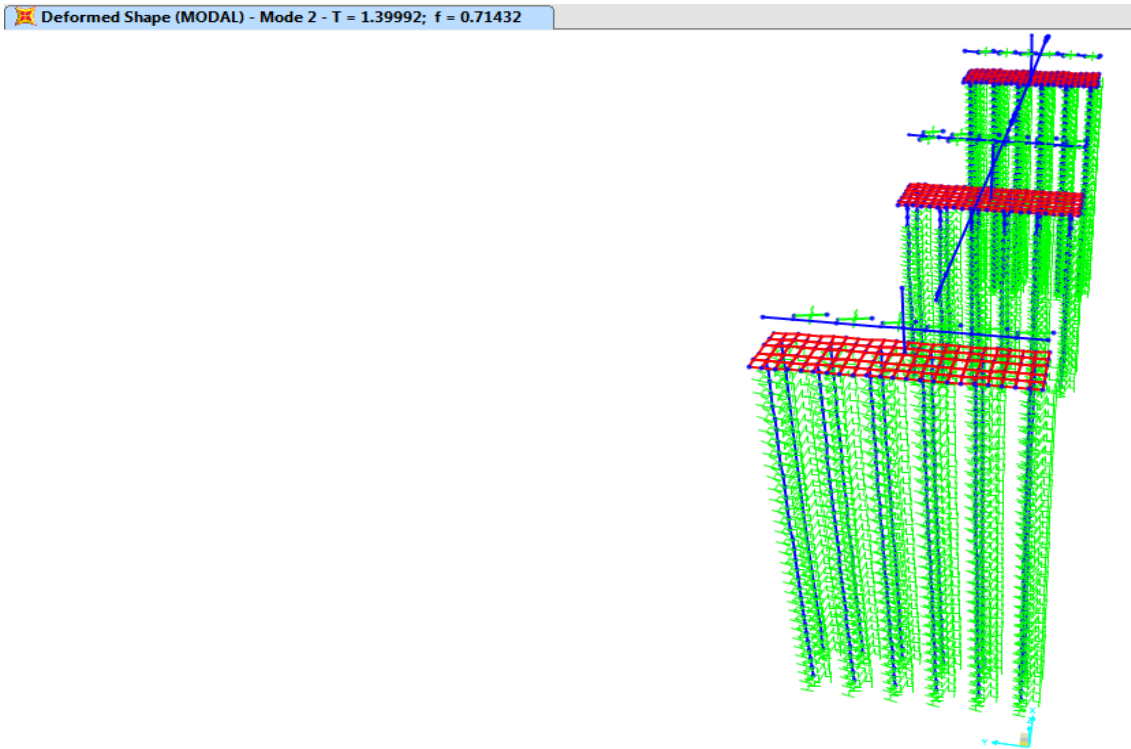 Deformed Shape (MODAL) - Mode 2 - T = 1.39992;  f = 0.71432
X
Y